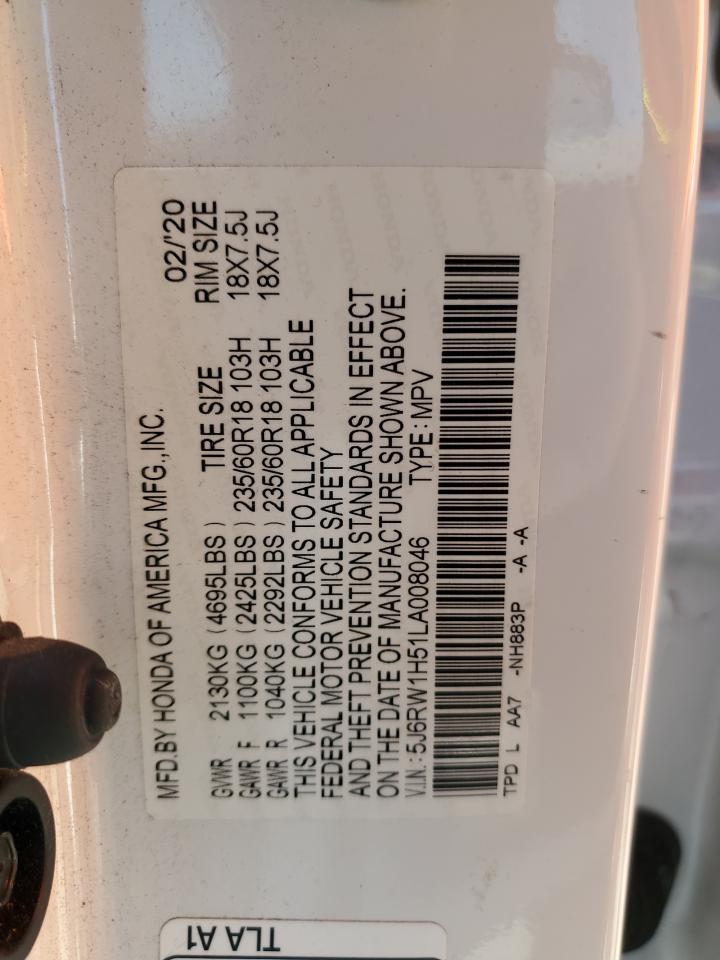 MFD.BY HONDA OF AMERICA MFG.,INC. 02/'20
TIRE SIZE RIM SIZE
GVWR 2130KG (4695LBS)
GAWR F 1100KG (2425LBS) 235/60R18 103H 18X7.5J
GAWR R 1040KG (2292LBS) 235/60R18 103H 18X7.5J
THIS VEHICLE CONFORMS TO ALL APPLICABLE
FEDERAL MOTOR VEHICLE SAFETY
AND THEFT PREVENTION STANDARDS IN EFFECT
ON THE DATE OF MANUFACTURE SHOWN ABOVE.
V.I.N.:5J6RW1H51LA008046 TYPE:MPV
TPD L AA7 -NH883P -A -A
TLA A1